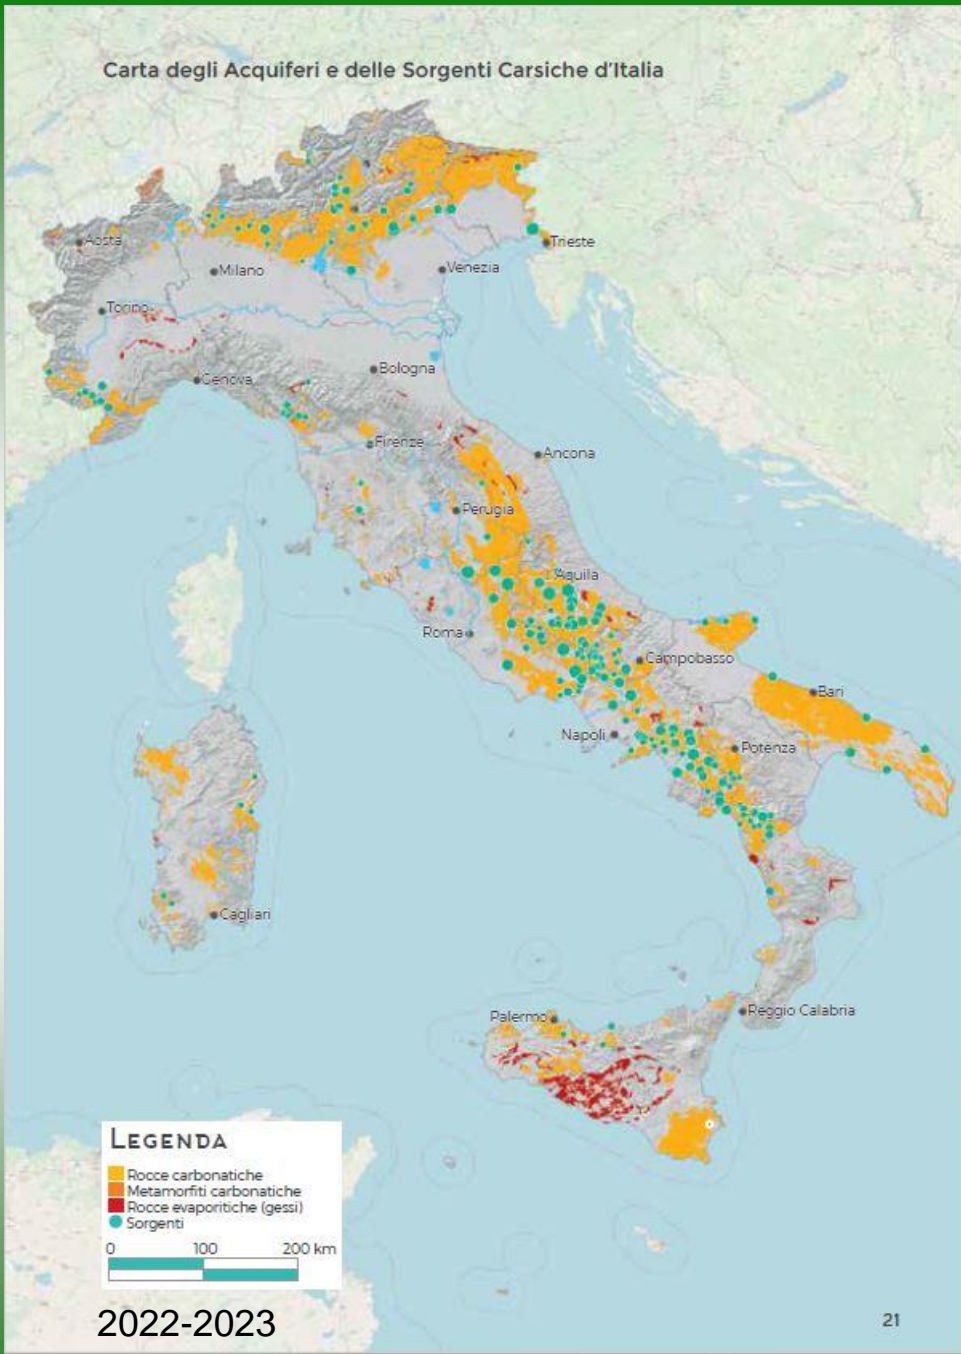 Carta degli Acquiferi e delle Sorgenti Carsiche d'Italia
Aosta
Trieste
Milano
Venezia
Torino
Bologna
Genova
Firenze
Ancona
Perugia
L'Aquila
Roma
Campobasso
Bari
Napoli
Potenza
Cagliari
Palermo
Reggio Calabria
LEGENDA
Rocce carbonatiche
Metamorfiti carbonatiche
Rocce evaporitiche (gessi)
Sorgenti
0 100 200 km
2022-2023
21